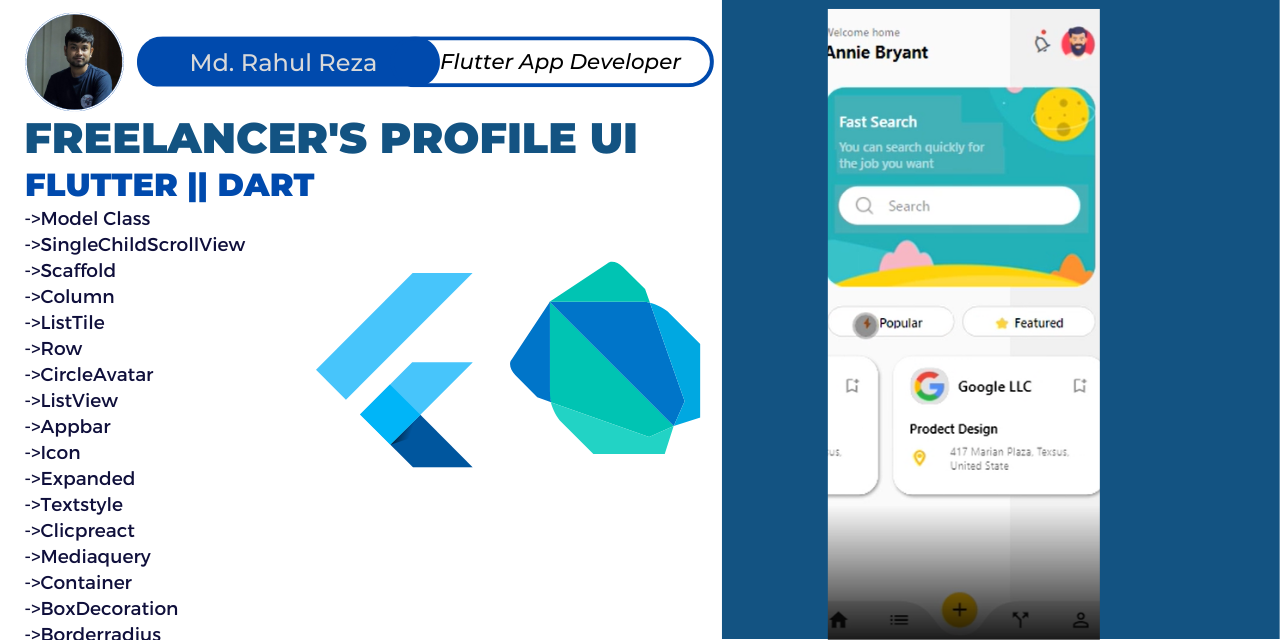 Md. Rahul Reza
Flutter App Developer
FREELANCER'S PROFILE UI
FLUTTER || DART
->Model Class
->SingleChildScrollView
->Scaffold
->Column
->ListTile
->Row
->CircleAvatar
->ListView
->Appbar
->Icon
->Expanded
->Textstyle
->Clicpreact
->Mediaquery
->Container
->BoxDecoration
->Borderradius
Welcome home
Annie Bryant
Fast Search
You can search quickly for
the job you want
Search
Popular
Featured
us,
Google LLC
Prodect Design
417 Marian Plaza, Texsus,
United State